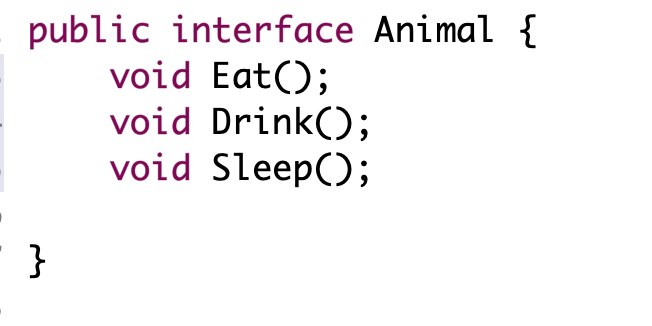 public interface Animal {
    void Eat();
    void Drink();
    void Sleep();
}